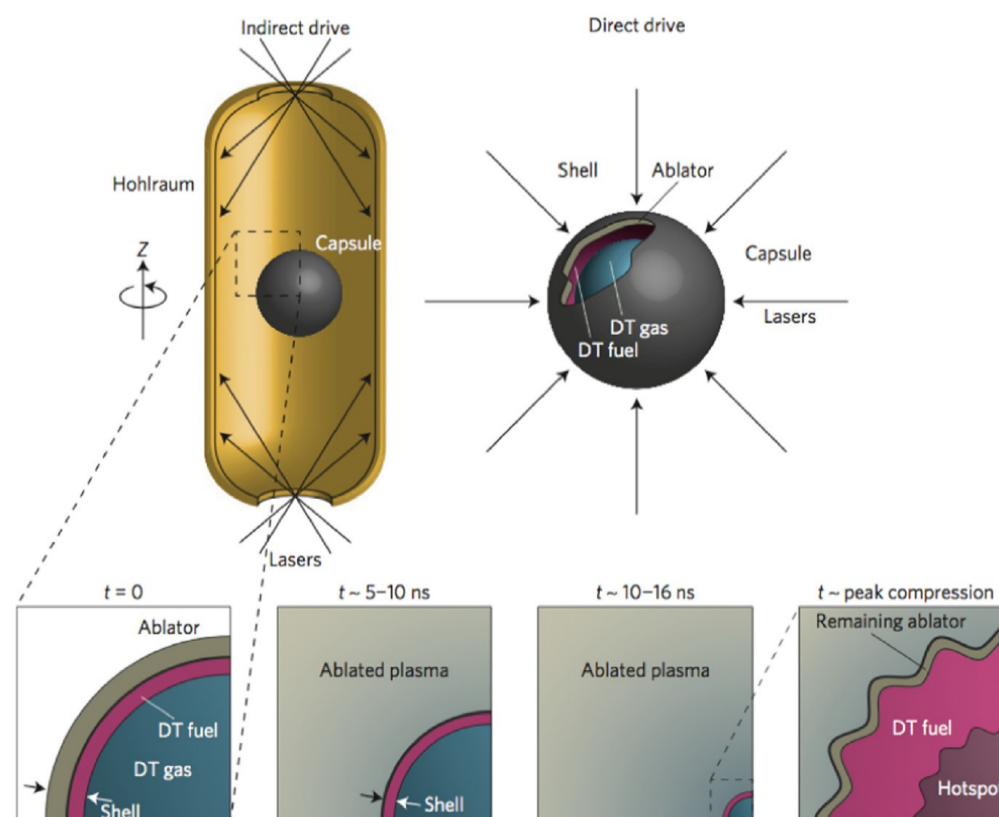 Indirect drive
Direct drive
Hohlraum
Z
Capsule
Lasers
Shell
Ablator
Capsule
Lasers
DT gas
DT fuel
t = 0
t ~ 5–10 ns
t ~ 10–16 ns
t ~ peak compression
Ablator
DT fuel
DT gas
Shell
Ablated plasma
Shell
Ablated plasma
Remaining ablator
DT fuel
Hotspo